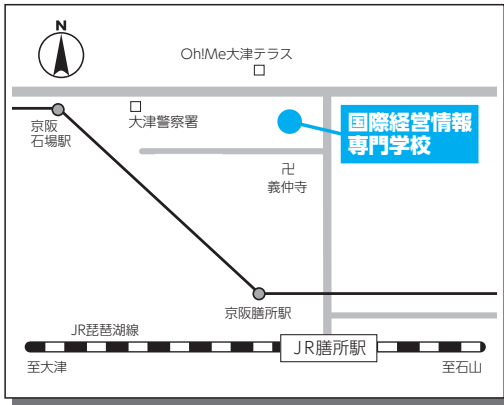 N
Oh!Me大津テラス
京阪
石場駅
大津警察署
国際経営情報
専門学校
卍
義仲寺
京阪膳所駅
JR琵琶湖線
JR膳所駅
至大津
至石山